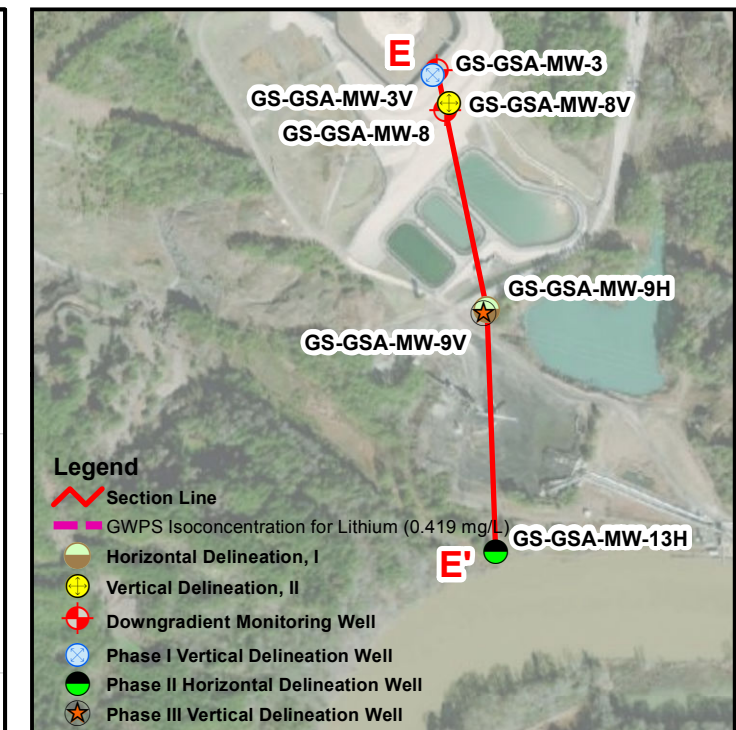 E
GS-GSA-MW-3
GS-GSA-MW-3V
GS-GSA-MW-8V
GS-GSA-MW-8
GS-GSA-MW-9H
GS-GSA-MW-9V
Legend
Section Line
GWPS Isoconcentration for Lithium (0.419 mg/L)
GS-GSA-MW-13H
E'
Horizontal Delineation, I
Vertical Delineation, II
Downgradient Monitoring Well
Phase I Vertical Delineation Well
Phase II Horizontal Delineation Well
Phase III Vertical Delineation Well